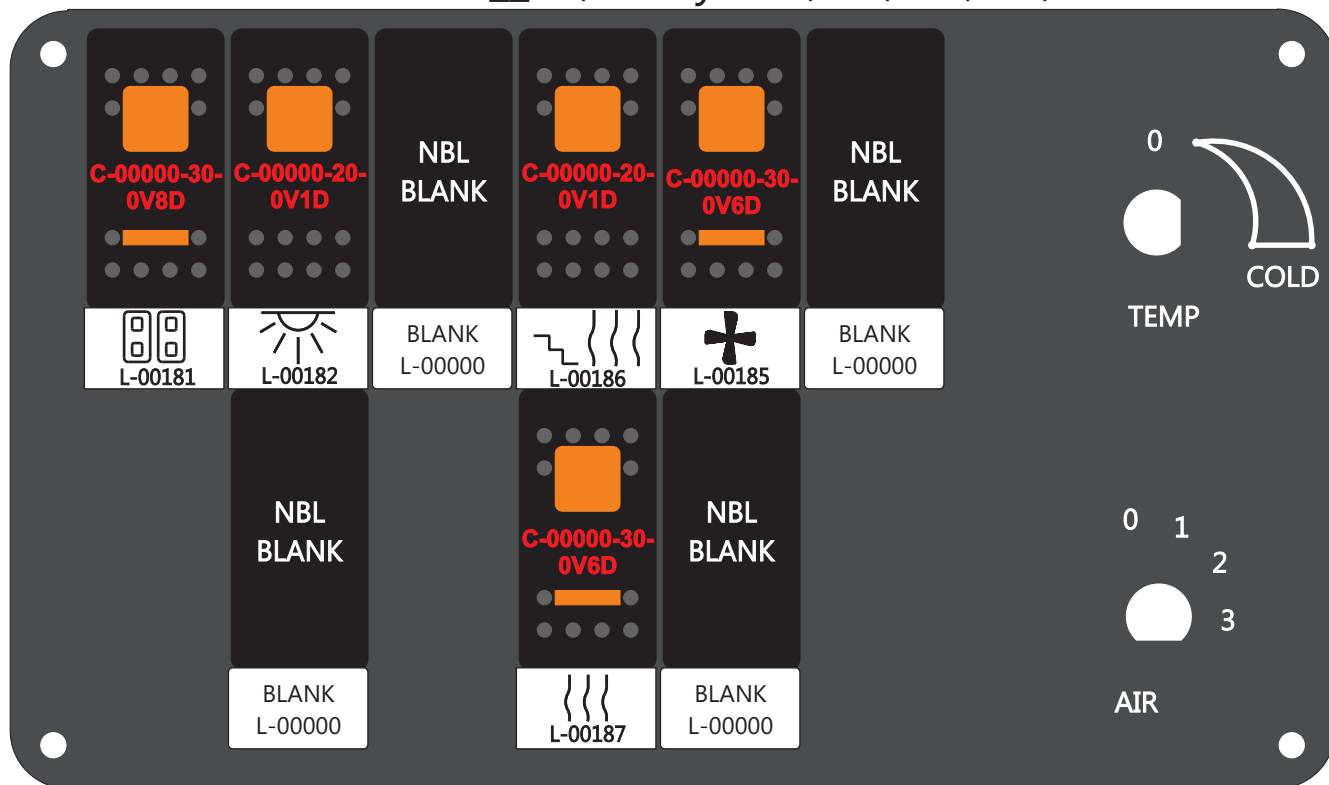 C-00000-30-
0V8D
C-00000-20-
0V1D
NBL
BLANK
C-00000-20-
0V1D
C-00000-30-
0V6D
NBL
BLANK
0
COLD
TEMP
L-00181
L-00182
BLANK
L-00000
L-00186
L-00185
BLANK
L-00000
NBL
BLANK
C-00000-30-
0V6D
NBL
BLANK
0
1
2
3
AIR
BLANK
L-00000
L-00187
BLANK
L-00000